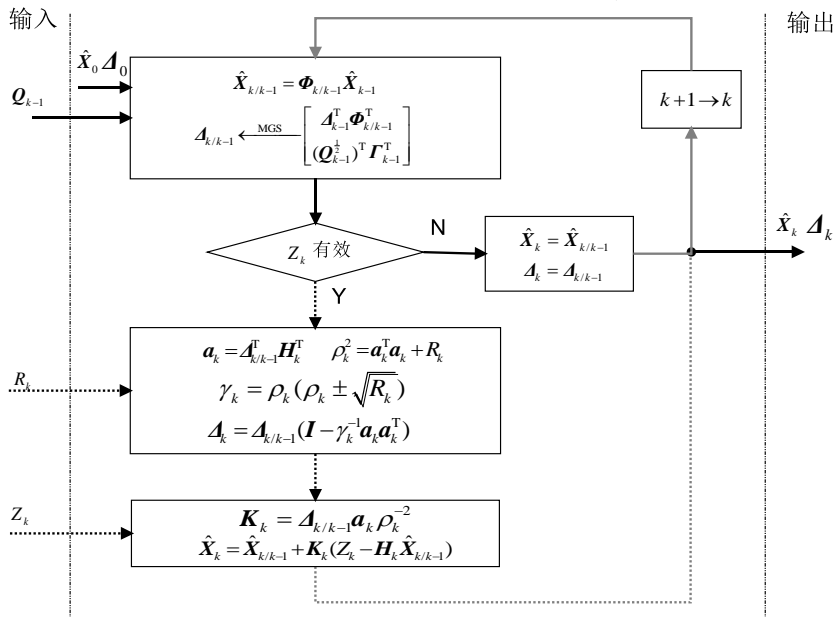 输入
输出
X̂₀ Δ₀
Q_{k-1}
X̂_{k/k-1} = Φ_{k/k-1} X̂_{k-1}
Δ_{k/k-1} ←MGS— [Δ_{k-1}^T Φ_{k/k-1}^T
(Q_{k-1}^{1/2})^T Γ_{k-1}^T]
k+1→k
Z_k 有效
N
X̂_k = X̂_{k/k-1}
Δ_k = Δ_{k/k-1}
X̂_k Δ_k
Y
a_k = Δ_{k/k-1}^T H_k^T ρ_k^2 = a_k^T a_k + R_k
R_k
γ_k = ρ_k(ρ_k ± √R_k)
Δ_k = Δ_{k/k-1}(I − γ_k^{-1} a_k a_k^T)
Z_k
K_k = Δ_{k/k-1} a_k ρ_k^{-2}
X̂_k = X̂_{k/k-1} + K_k(Z_k − H_k X̂_{k/k-1})